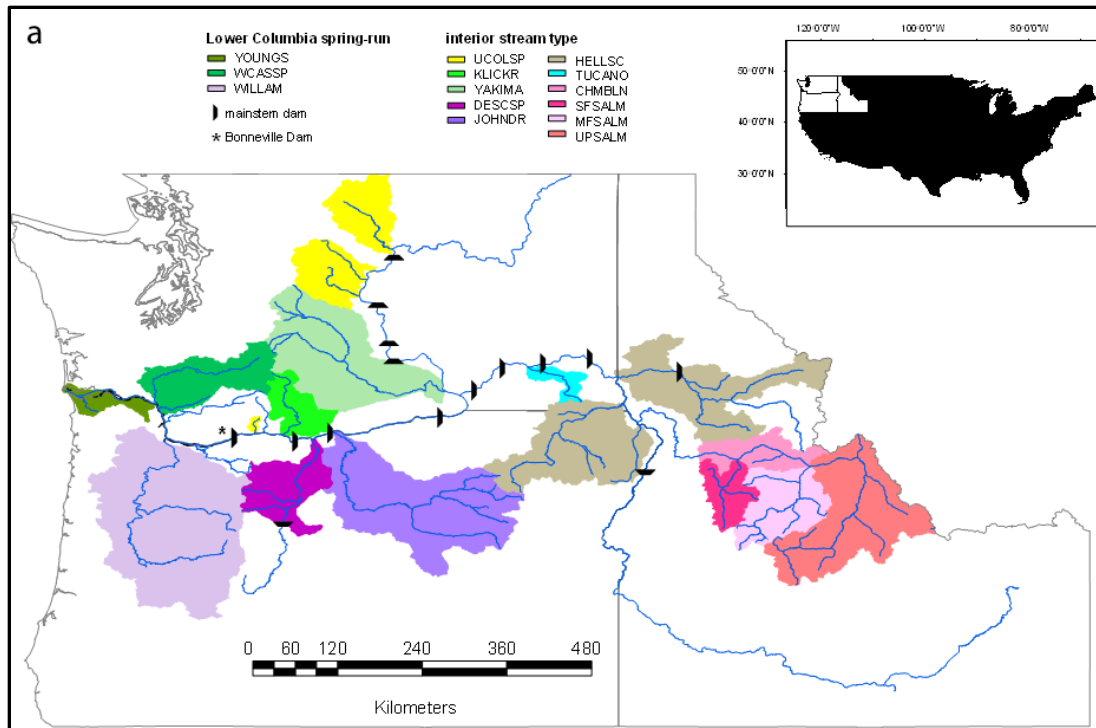 a
Lower Columbia spring-run
YOUNGS
WCASSP
WILLAM
mainstem dam
* Bonneville Dam
interior stream type
UCOLSP
KLICKR
YAKIMA
DESCSP
JOHNDR
HELLSC
TUCANO
CHMBLN
SFSALM
MFSALM
UPSALM
120°0'0"W 100°0'0"W 80°0'0"W
50°0'0"N
40°0'0"N
30°0'0"N
*
0 60 120 240 360 480
Kilometers